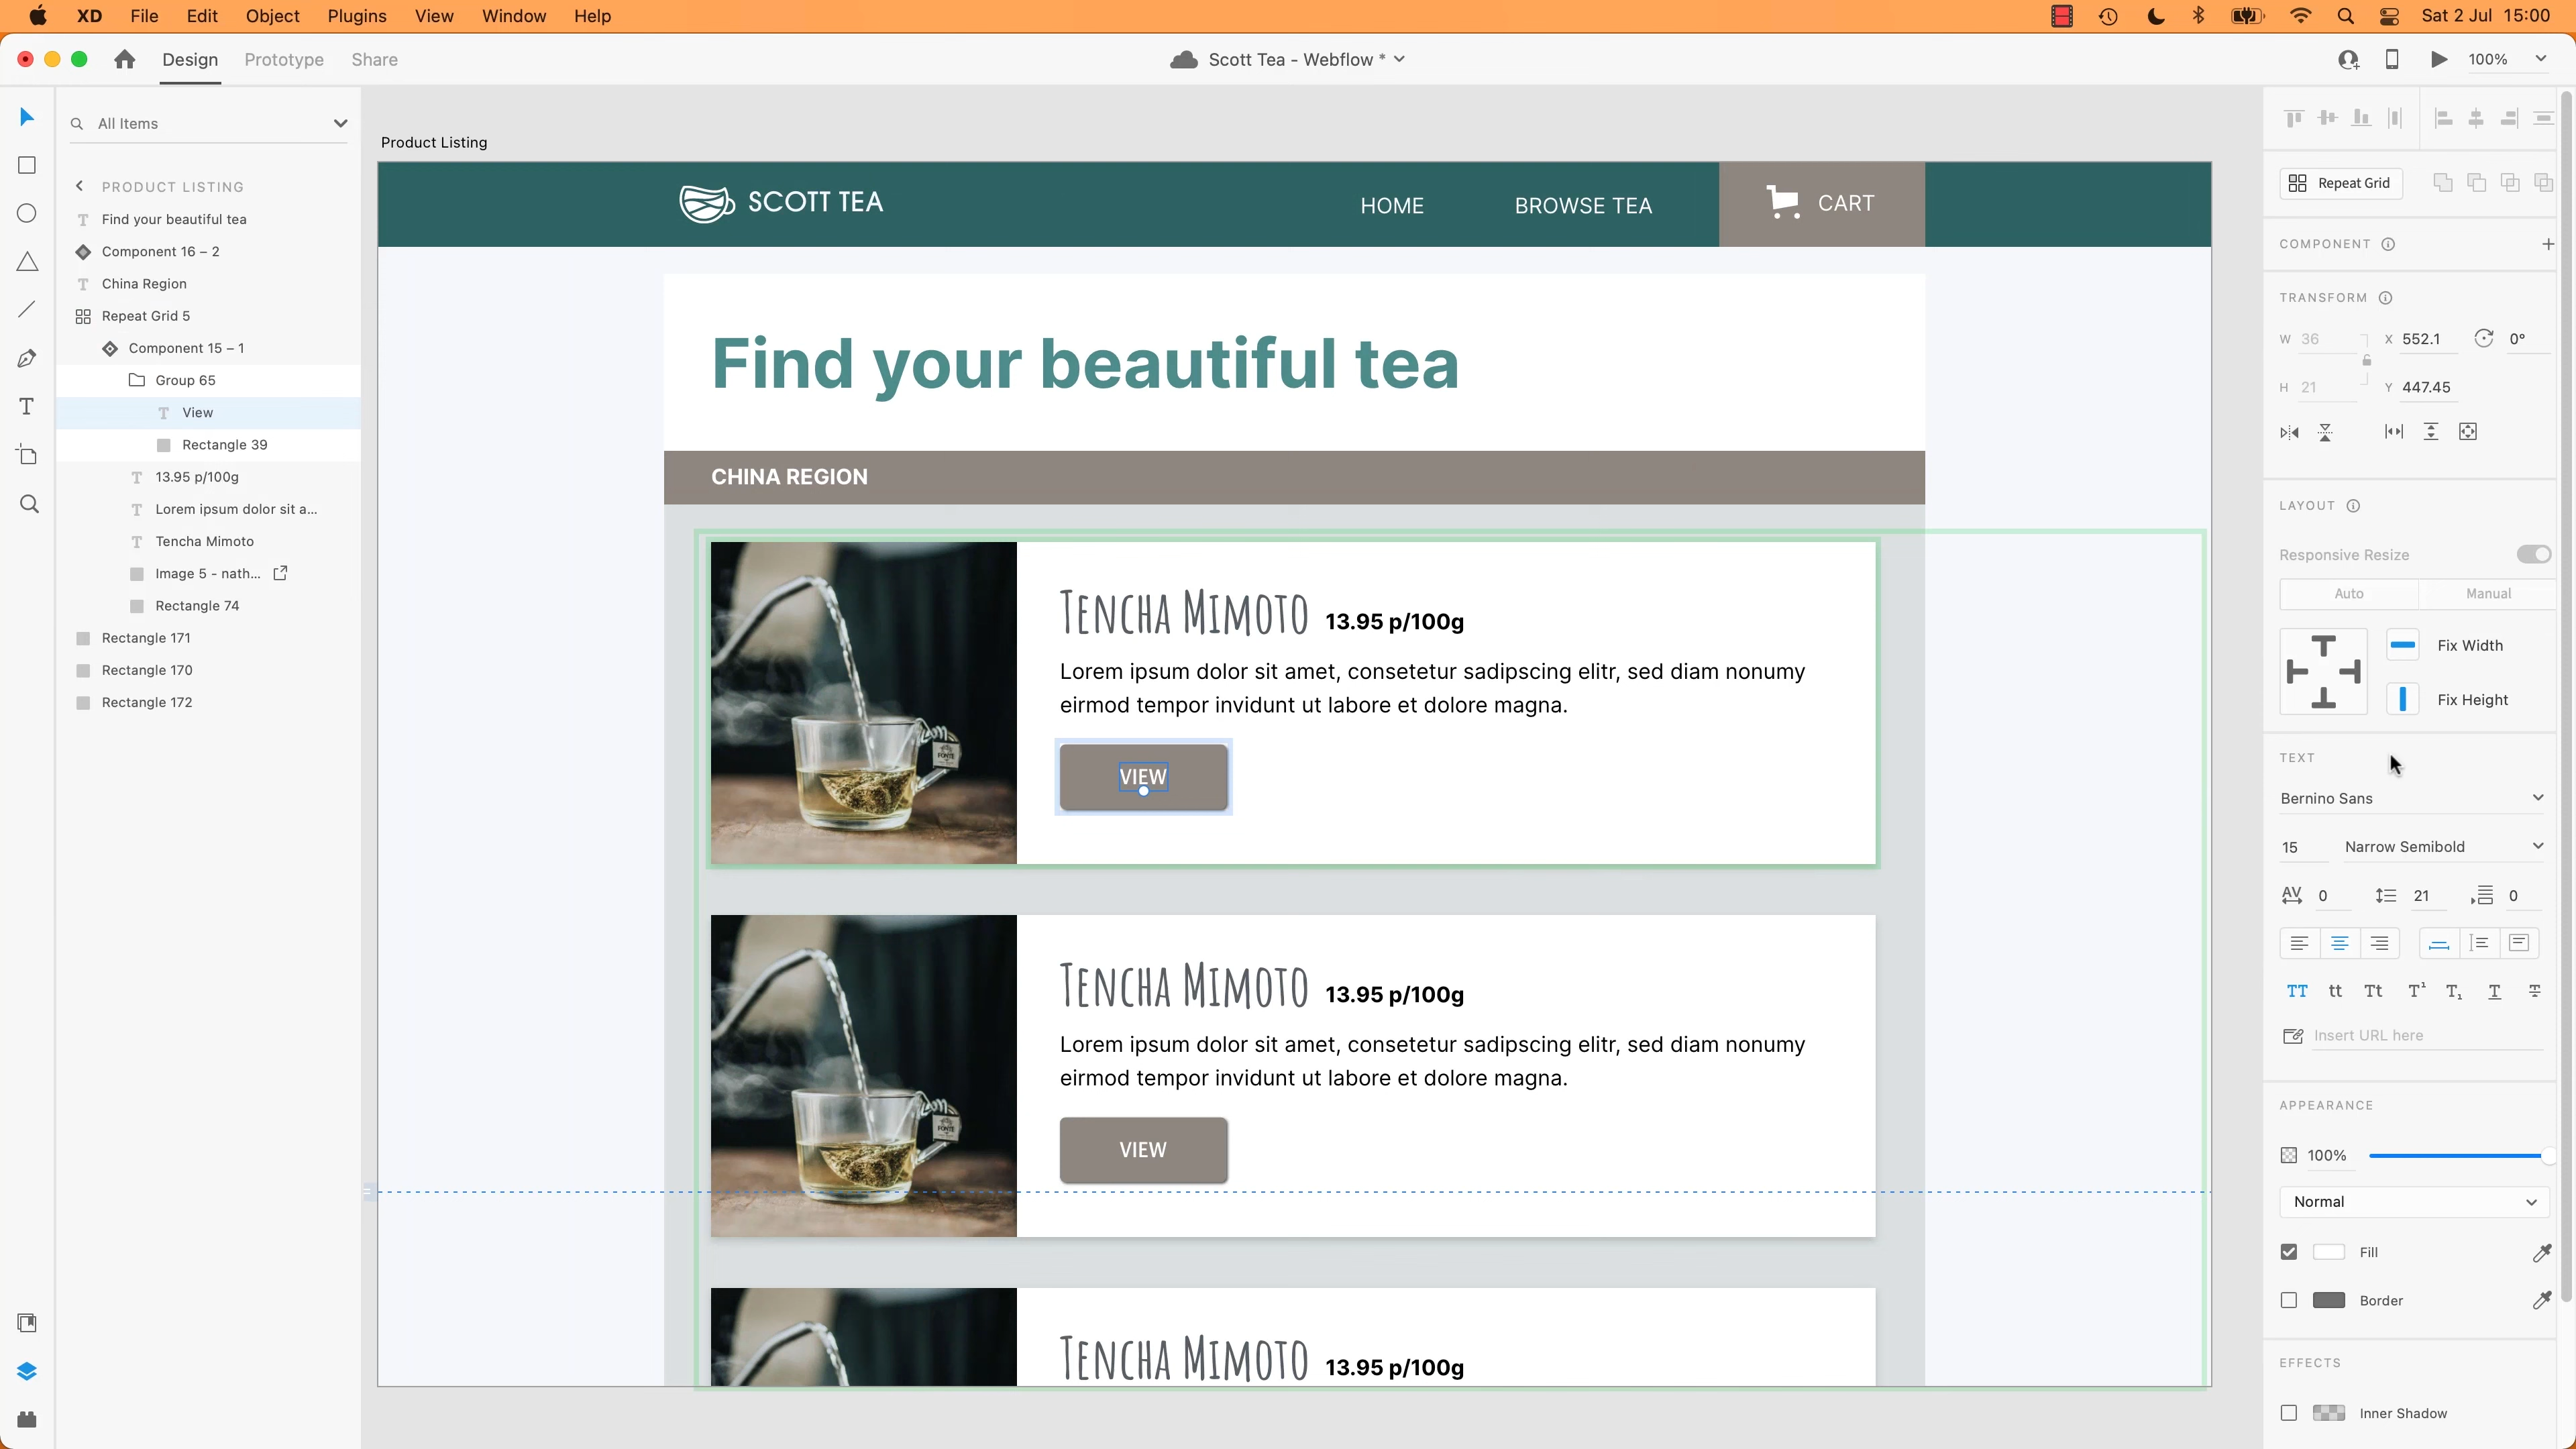 XD File Edit Object Plugins View Window Help
Sat 2 Jul 15:00
Design Prototype Share
Scott Tea - Webflow *
100%
All Items
PRODUCT LISTING
Find your beautiful tea
Component 16 – 2
China Region
Repeat Grid 5
Component 15 – 1
Group 65
View
Rectangle 39
13.95 p/100g
Lorem ipsum dolor sit a...
Tencha Mimoto
Image 5 - nath...
Rectangle 74
Rectangle 171
Rectangle 170
Rectangle 172
Product Listing
SCOTT TEA
HOME
BROWSE TEA
CART
Find your beautiful tea
CHINA REGION
TENCHA MIMOTO 13.95 p/100g
Lorem ipsum dolor sit amet, consetetur sadipscing elitr, sed diam nonumy
eirmod tempor invidunt ut labore et dolore magna.
VIEW
TENCHA MIMOTO 13.95 p/100g
Lorem ipsum dolor sit amet, consetetur sadipscing elitr, sed diam nonumy
eirmod tempor invidunt ut labore et dolore magna.
VIEW
TENCHA MIMOTO 13.95 p/100g
Repeat Grid
COMPONENT
TRANSFORM
W 36 X 552.1 0°
H 21 Y 447.45
LAYOUT
Responsive Resize
Auto Manual
Fix Width
Fix Height
TEXT
Bernino Sans
15 Narrow Semibold
AV 0 21 0
TT tt Tt T1 T1 T T
Insert URL here
APPEARANCE
100%
Normal
Fill
Border
EFFECTS
Inner Shadow